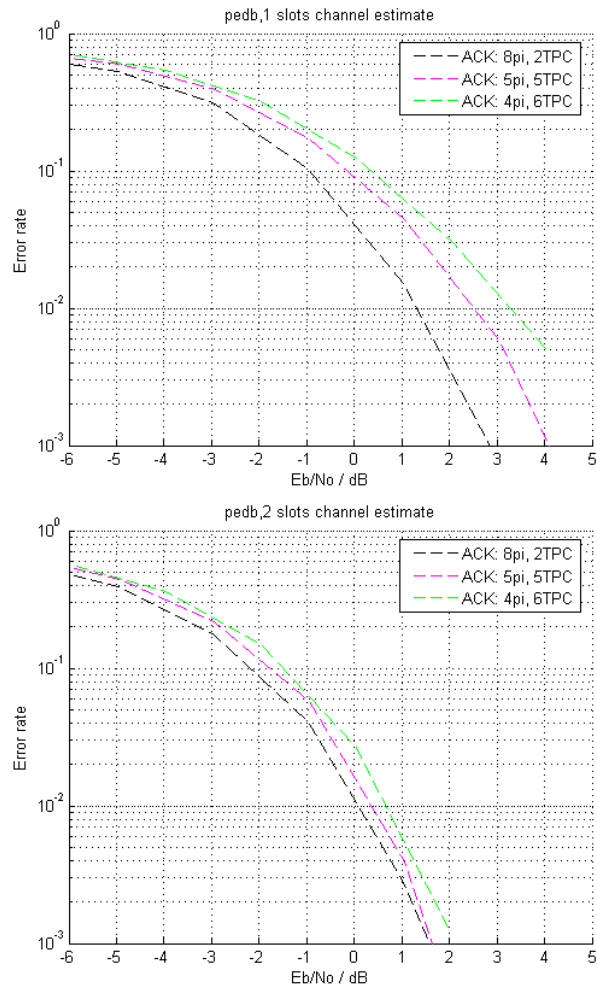 pedb,1 slots channel estimate
10^0
10^-1
10^-2
10^-3
Error rate
ACK: 8pi, 2TPC
ACK: 5pi, 5TPC
ACK: 4pi, 6TPC
-6 -5 -4 -3 -2 -1 0 1 2 3 4 5
Eb/No / dB
pedb,2 slots channel estimate
10^0
10^-1
10^-2
10^-3
Error rate
ACK: 8pi, 2TPC
ACK: 5pi, 5TPC
ACK: 4pi, 6TPC
-6 -5 -4 -3 -2 -1 0 1 2 3 4 5
Eb/No / dB